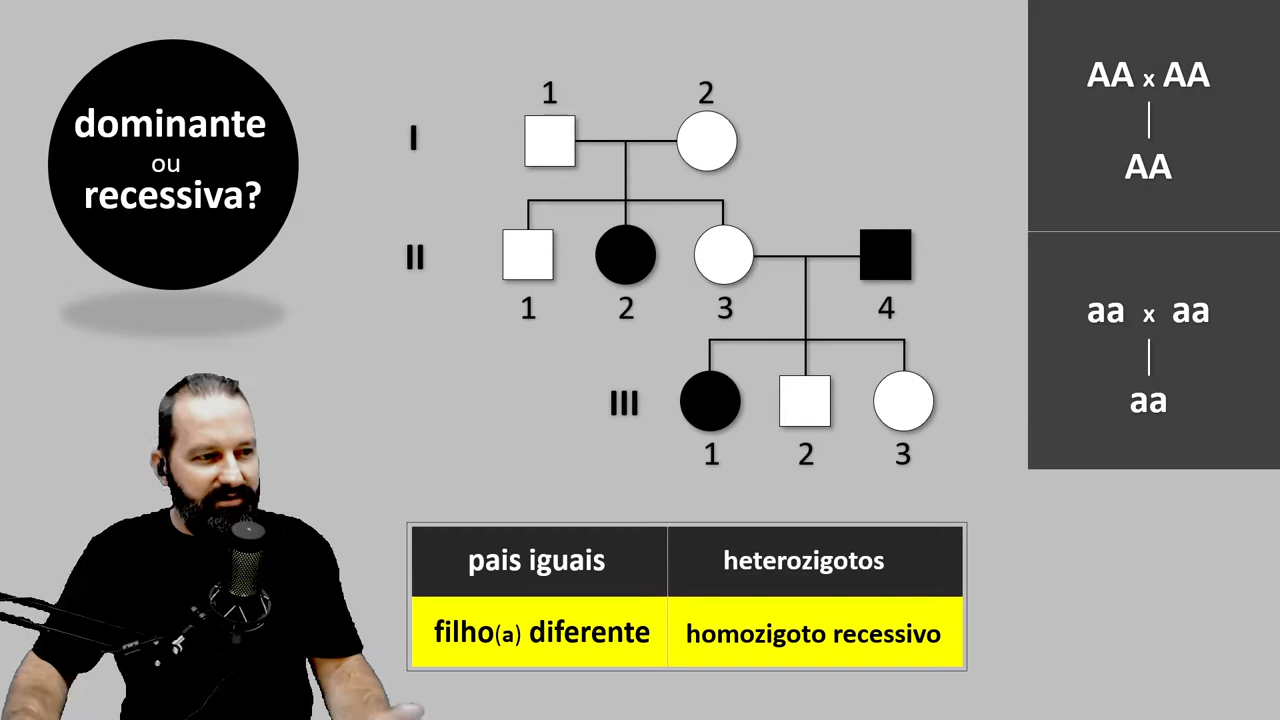 dominante
ou
recessiva?
1 2
I
II
1 2 3 4
III
1 2 3
AA x AA
AA
aa x aa
aa
pais iguais heterozigotos
filho(a) diferente homozigoto recessivo